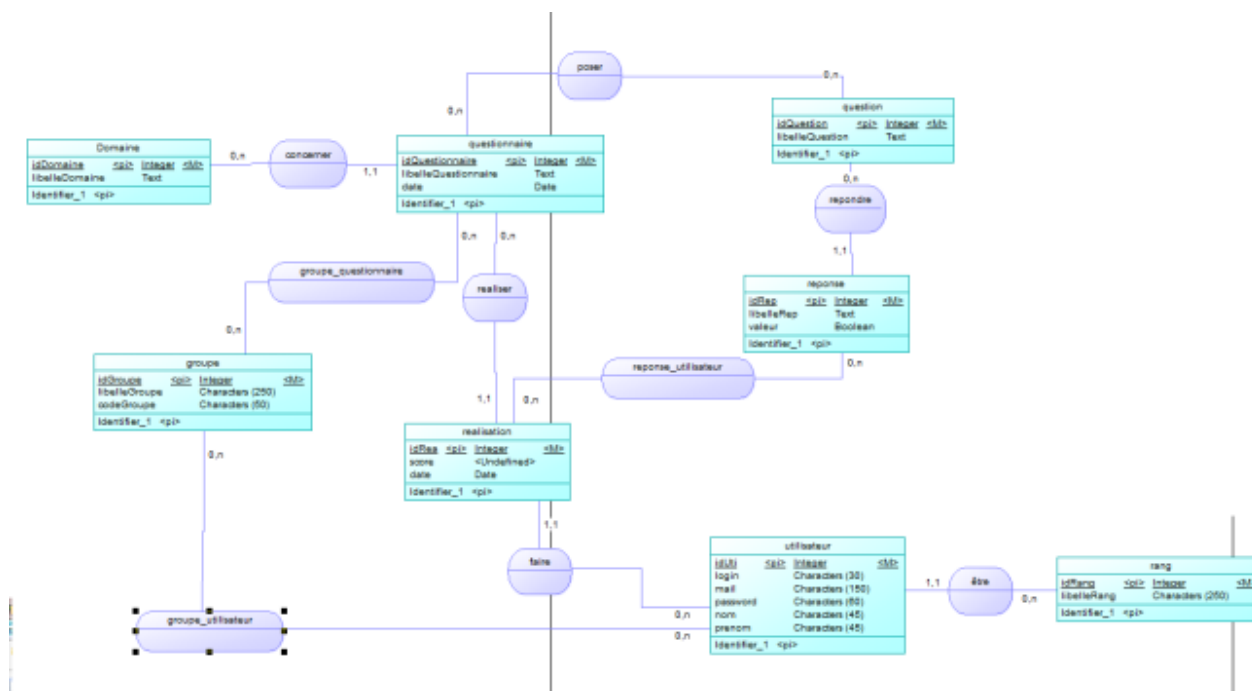 poser
0,n
0,n
question
idQuestion <pi> Integer <M>
libelleQuestion Text
Identifier_1 <pi>
Domaine
idDomaine <pi> Integer <M>
libelleDomaine Text
Identifier_1 <pi>
0,n
concerner
1,1
questionnaire
idQuestionnaire <pi> Integer <M>
libelleQuestionnaire Text
date Date
Identifier_1 <pi>
0,n
repondre
1,1
0,n
0,n
groupe_questionnaire
realiser
0,n
reponse
idRep <pi> Integer <M>
libelleRep Text
valeur Boolean
Identifier_1 <pi>
0,n
reponse_utilisateur
groupe
idGroupe <pi> Integer <M>
libelleGroupe Characters (250)
codeGroupe Characters (50)
Identifier_1 <pi>
0,n
1,1
0,n
realisation
idRea <pi> Integer <M>
score <Undefined>
date Date
Identifier_1 <pi>
1,1
faire
0,n
utilisateur
idUti <pi> Integer <M>
login Characters (30)
mail Characters (150)
password Characters (60)
nom Characters (45)
prenom Characters (45)
Identifier_1 <pi>
1,1
être
0,n
rang
idRang <pi> Integer
libelleRang Characters (250)
Identifier_1 <pi>
groupe_utilisateur
0,n